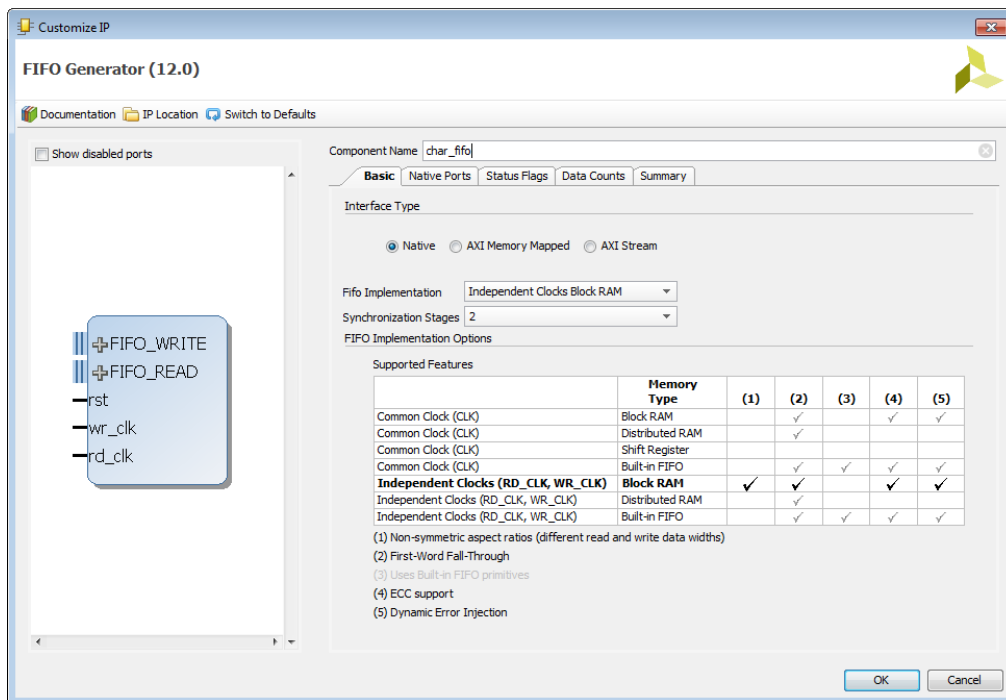 Customize IP
FIFO Generator (12.0)
Documentation IP Location Switch to Defaults
Show disabled ports
FIFO_WRITE
FIFO_READ
rst
wr_clk
rd_clk
Component Name char_fifo
Basic Native Ports Status Flags Data Counts Summary
Interface Type
Native AXI Memory Mapped AXI Stream
Fifo Implementation Independent Clocks Block RAM
Synchronization Stages 2
FIFO Implementation Options
Supported Features
Memory Type (1) (2) (3) (4) (5)
Common Clock (CLK) Block RAM ✓ ✓ ✓
Common Clock (CLK) Distributed RAM ✓
Common Clock (CLK) Shift Register
Common Clock (CLK) Built-in FIFO ✓ ✓ ✓ ✓
Independent Clocks (RD_CLK, WR_CLK) Block RAM ✓ ✓ ✓ ✓
Independent Clocks (RD_CLK, WR_CLK) Distributed RAM ✓
Independent Clocks (RD_CLK, WR_CLK) Built-in FIFO ✓ ✓ ✓ ✓
(1) Non-symmetric aspect ratios (different read and write data widths)
(2) First-Word Fall-Through
(3) Uses Built-in FIFO primitives
(4) ECC support
(5) Dynamic Error Injection
OK Cancel